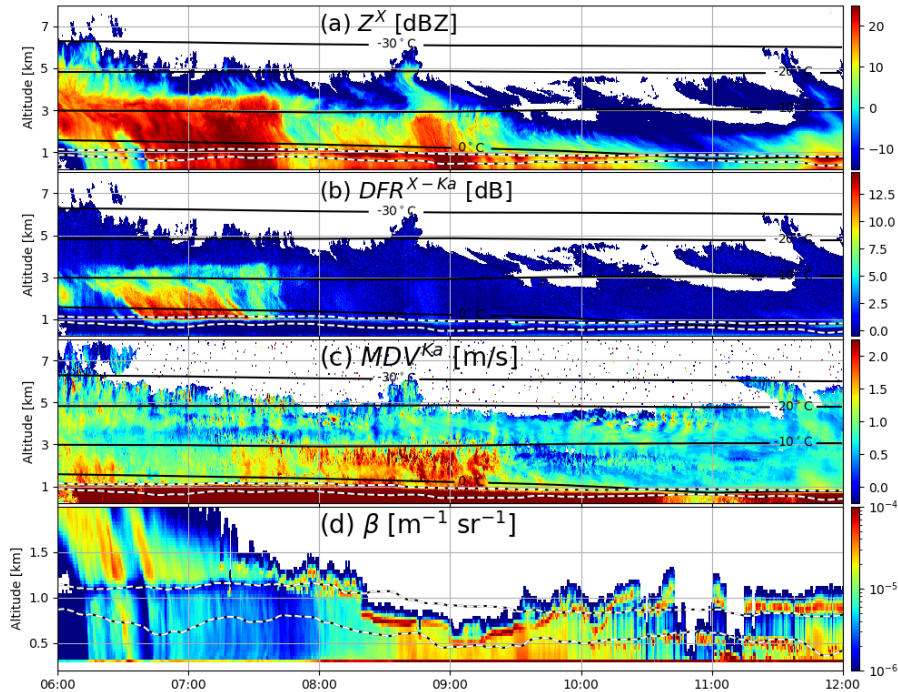 (a) Z^X [dBZ]
Altitude [km]
7
5
3
1
-30°C
-20°C
-10°C
0°C
20
10
0
−10
(b) DFR^{X−Ka} [dB]
Altitude [km]
7
5
3
1
-30°C
-20°C
-10°C
0°C
12.5
10.0
7.5
5.0
2.5
0.0
(c) MDV^{Ka} [m/s]
Altitude [km]
7
5
3
1
-30°C
-20°C
-10°C
2.0
1.5
1.0
0.5
0.0
(d) β [m⁻¹ sr⁻¹]
Altitude [km]
1.5
1.0
0.5
10⁻⁴
10⁻⁵
10⁻⁶
06:00 07:00 08:00 09:00 10:00 11:00 12:00